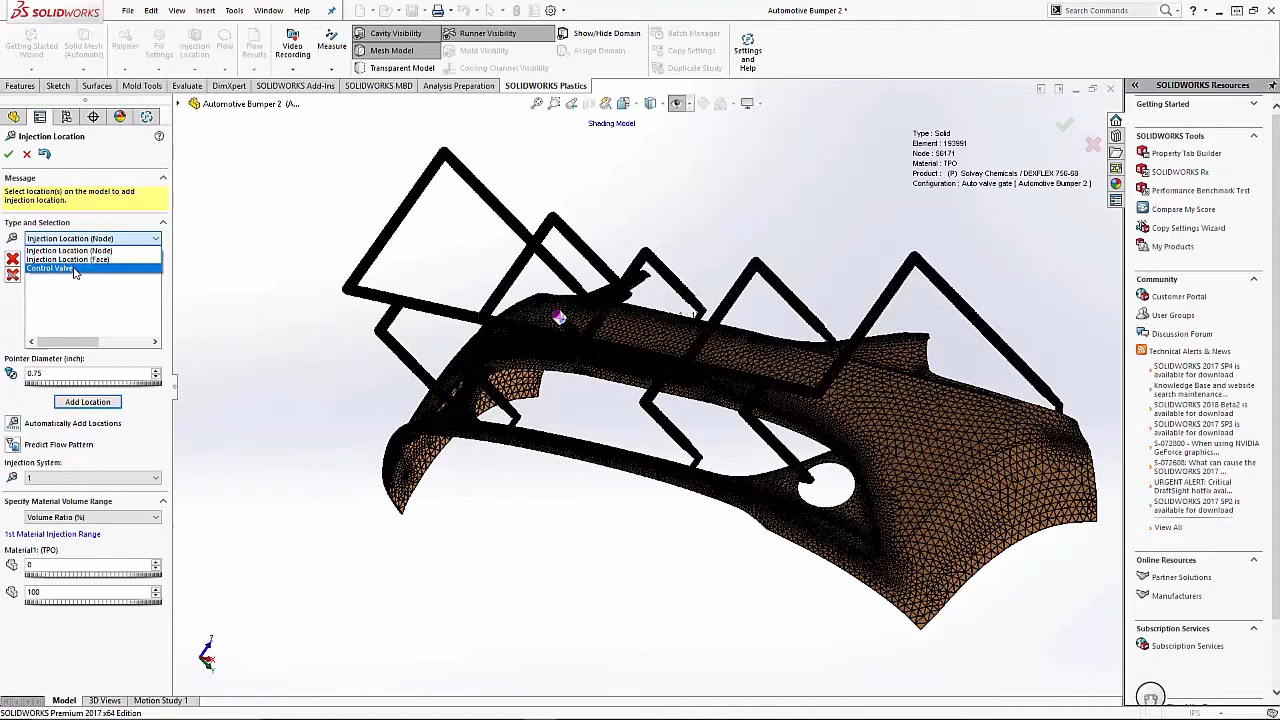 SOLIDWORKS File Edit View Insert Tools Window Help Automotive Bumper 2 * Search Commands
Getting Started Wizard
Solid Mesh (Automatic)
Polymer
Fill Settings
Injection Location
Flow
Flow Results
Video Recording
Measure
Cavity Visibility
Runner Visibility
Show/Hide Domain
Batch Manager
Mesh Model
Mold Visibility
Assign Domain
Copy Settings
Transparent Model
Cooling Channel Visibility
Duplicate Study
Settings and Help
Features Sketch Surfaces Mold Tools Evaluate DimXpert SOLIDWORKS Add-Ins SOLIDWORKS MBD Analysis Preparation SOLIDWORKS Plastics
Automotive Bumper 2 (A...
Shading Model
Type : Solid
Element : 193991
Node : 56171
Material : TPO
Product : (P) Solvay Chemicals / DEXFLEX 756-68
Configuration : Auto valve gate [ Automotive Bumper 2 ]
Injection Location
Message
Select location(s) on the model to add
injection location.
Type and Selection
Injection Location (Node)
Injection Location (Node)
Injection Location (Face)
Control Valve
Pointer Diameter (inch):
0.75
Add Location
Automatically Add Locations
Predict Flow Pattern
Injection System:
1
Specify Material Volume Range
Volume Ratio (%)
1st Material Injection Range
Material1: (TPO)
0
100
SOLIDWORKS Resources
Getting Started
SOLIDWORKS Tools
Property Tab Builder
SOLIDWORKS Rx
Performance Benchmark Test
Compare My Score
Copy Settings Wizard
My Products
Community
Customer Portal
User Groups
Discussion Forum
Technical Alerts & News
SOLIDWORKS 2017 SP4 is
available for download
Knowledge Base and website
search maintenance...
SOLIDWORKS 2018 Beta2 is
available for download
SOLIDWORKS 2017 SP3 is
available for download
S-072800 - When using NVIDIA
GeForce graphics...
S-072608: What can cause the
SOLIDWORKS 2017 ...
URGENT ALERT: Critical
DraftSight hotfix avai...
SOLIDWORKS 2017 SP2 is
available for download
View All
Online Resources
Partner Solutions
Manufacturers
Subscription Services
Subscription Services
Z
X
Y
Model 3D Views Motion Study 1
SOLIDWORKS Premium 2017 x64 Edition
IPS